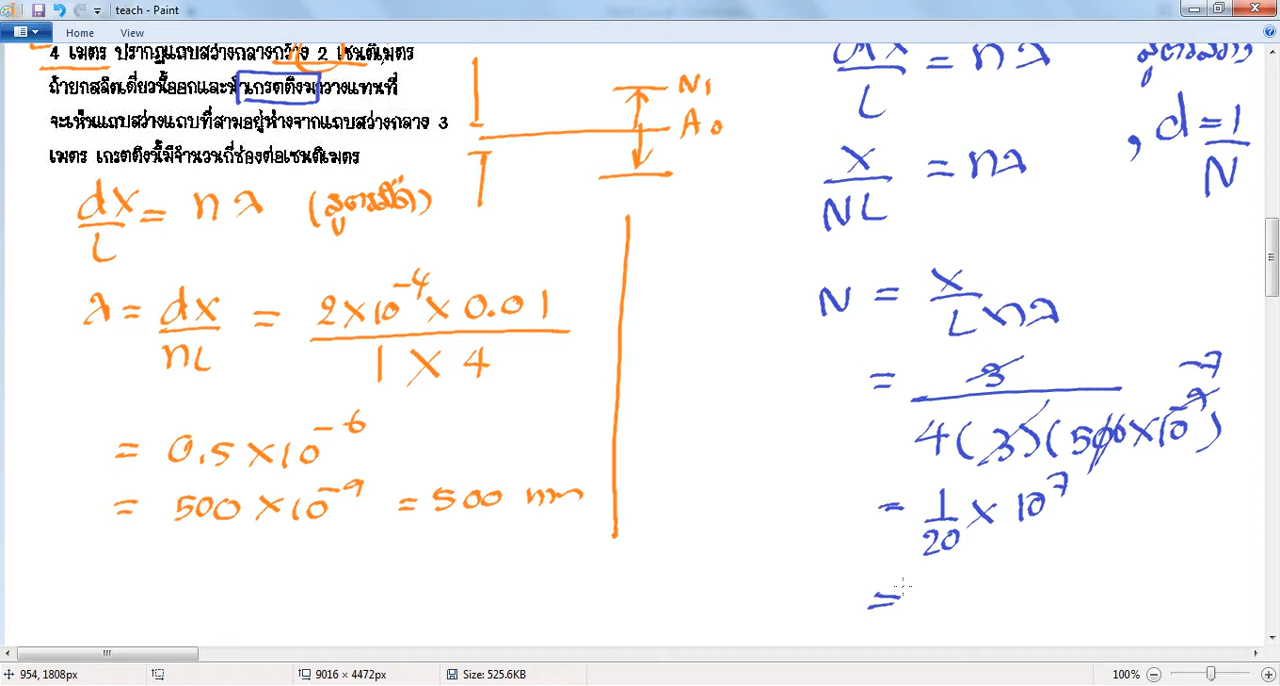 teach - Paint
Home View
4 เมตร ปรากฏแถบสว่างกลางกว้าง 2 เซนติเมตร
ถ้ายกสลิตเดี่ยวนี้ออกและนำเกรตติงมาวางแทนที่
จะเห็นแถบสว่างแถบที่สามอยู่ห่างจากแถบสว่างกลาง 3
เมตร เกรตติงนี้มีจำนวนกี่ช่องต่อเซนติเมตร
N1
A0
dx/L = nλ (สูตรมืด)
λ = dx/nL = 2×10⁻⁴ × 0.01 / 1 × 4
= 0.5 × 10⁻⁶
= 500 × 10⁻⁹ = 500 nm
dx/L = nλ สูตรสว่าง
, d = 1/N
x/NL = nλ
N = x/L×nλ
= 3 / 4(3)(500×10⁻⁹) ⁻⁷
= 1/20 × 10⁷
=
954, 1808px 9016 × 4472px Size: 525.6KB 100%